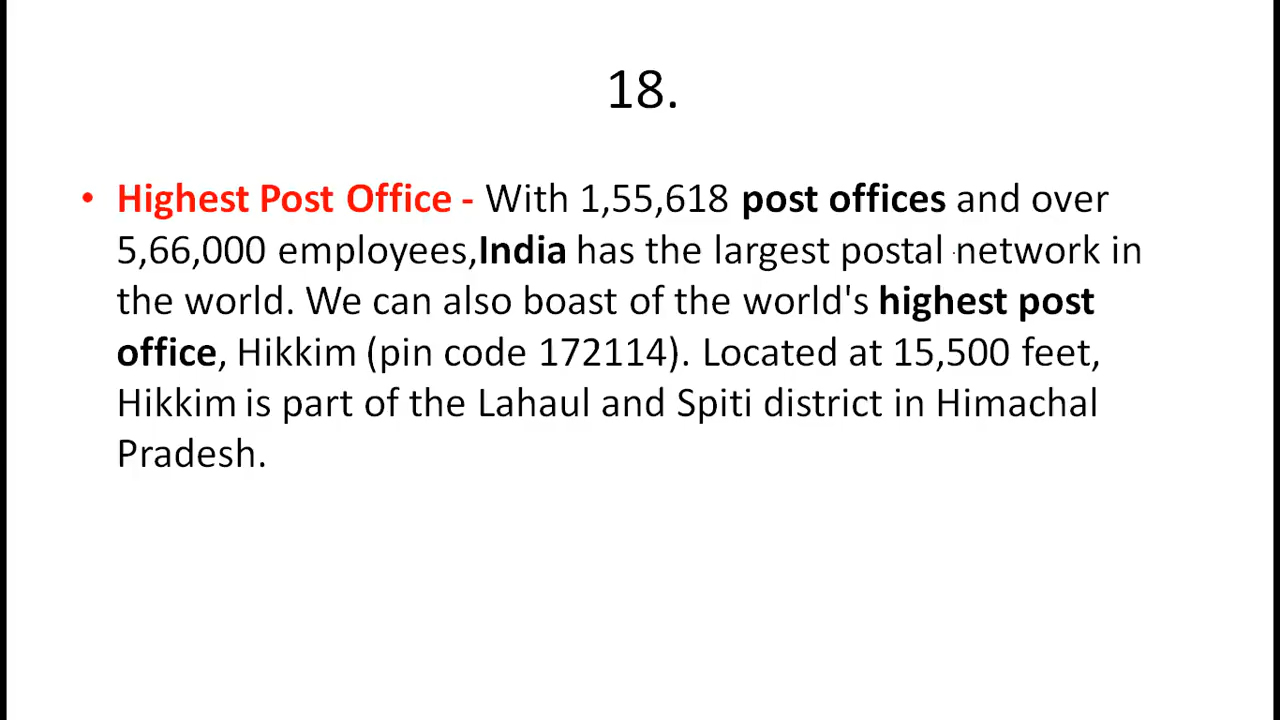 18.
• Highest Post Office - With 1,55,618 post offices and over
5,66,000 employees,India has the largest postal network in
the world. We can also boast of the world's highest post
office, Hikkim (pin code 172114). Located at 15,500 feet,
Hikkim is part of the Lahaul and Spiti district in Himachal
Pradesh.